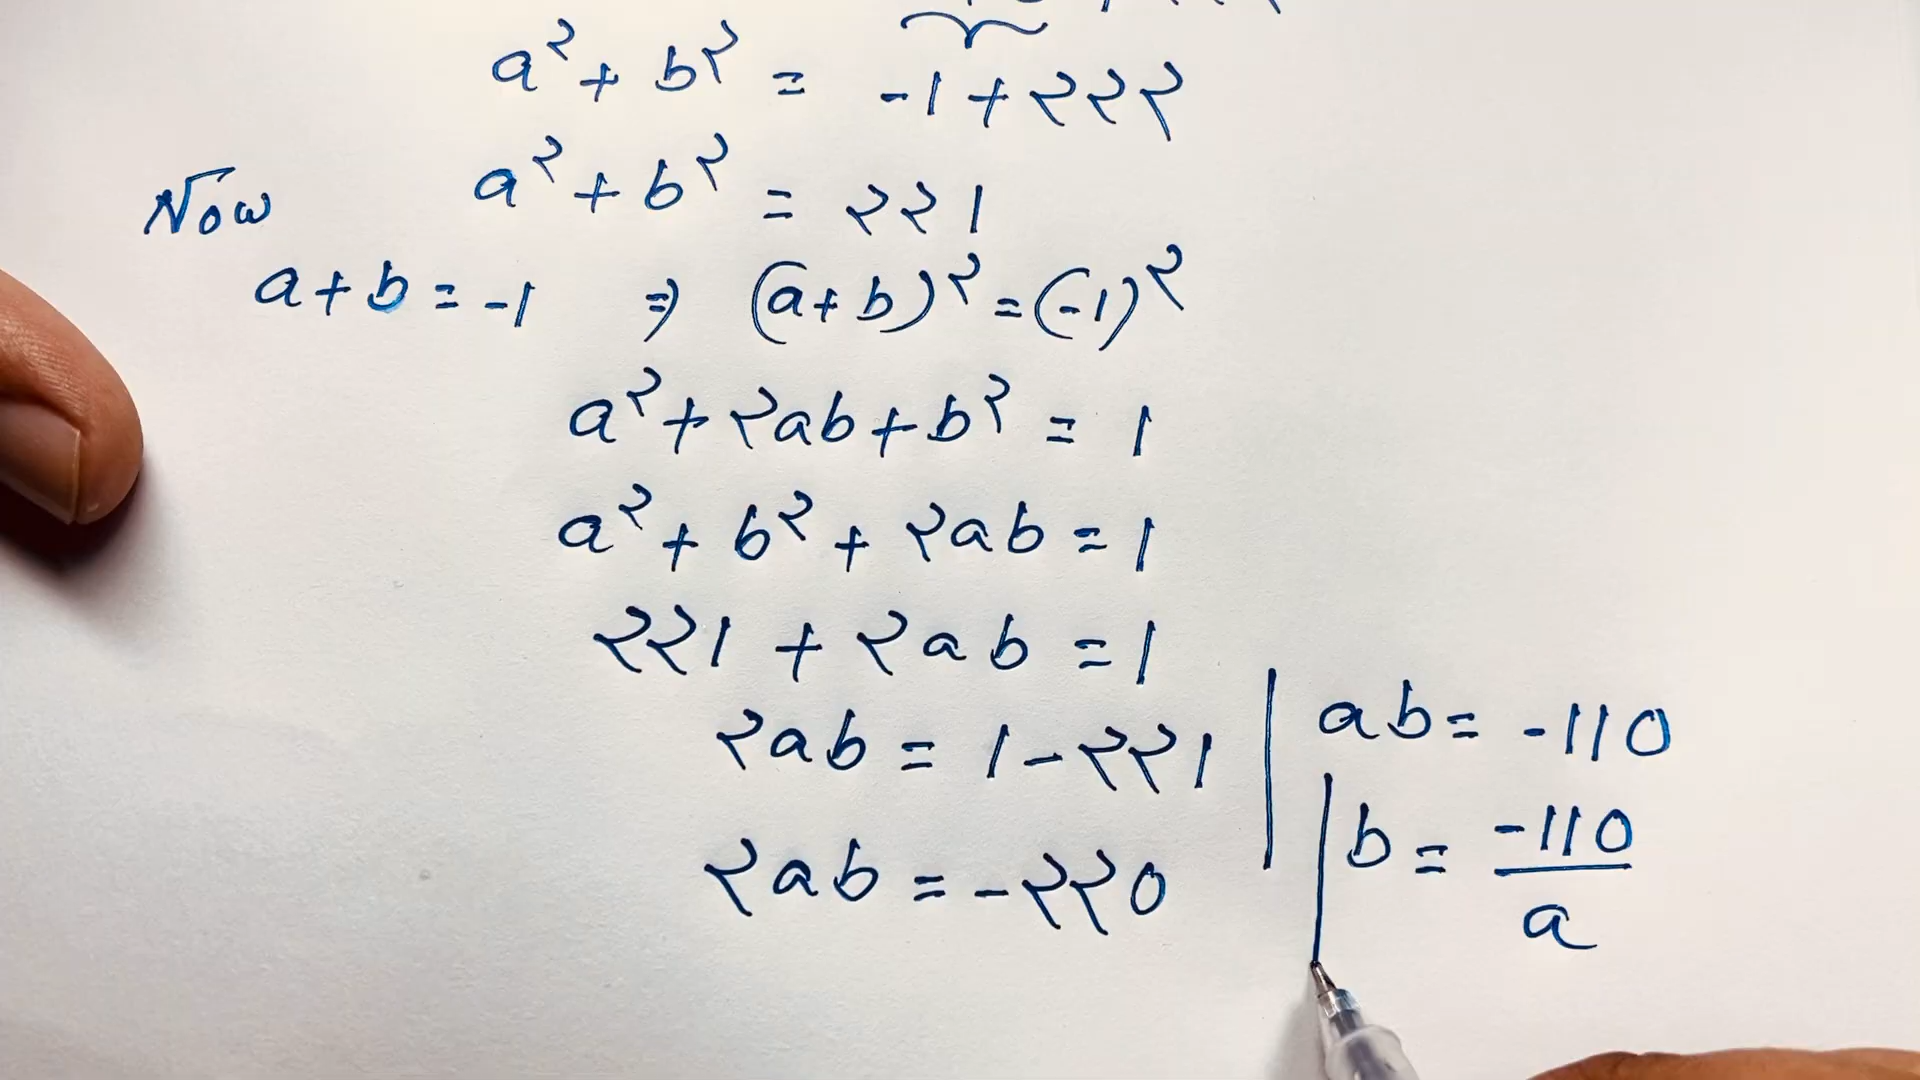 a² + b² = -1 + 222
a² + b² = 221
Now
a + b = -1 ⇒ (a + b)² = (-1)²
a² + 2ab + b² = 1
a² + b² + 2ab = 1
221 + 2ab = 1
2ab = 1 - 221
2ab = -220
ab = -110
b = -110/a